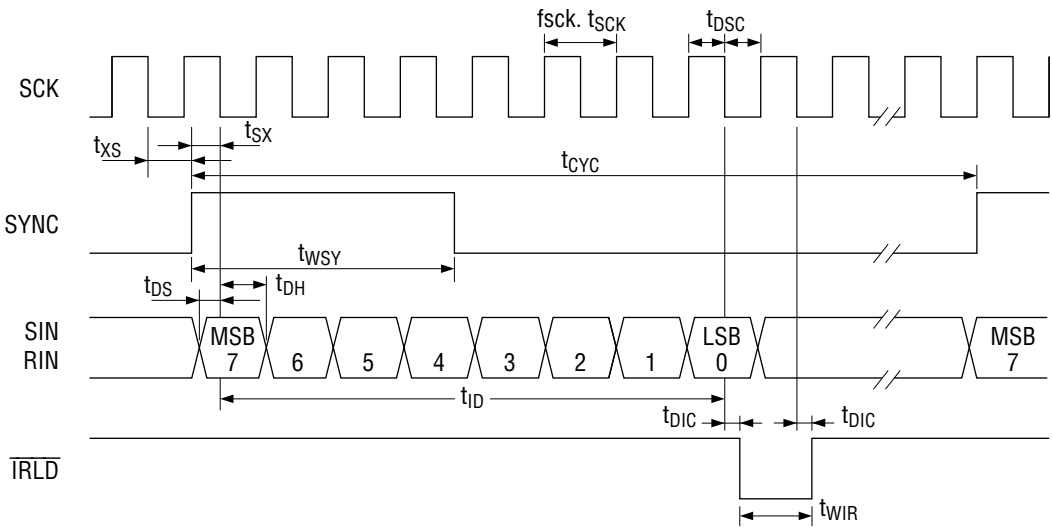 fsck. tSCK
tDSC
SCK
tSX
tXS
tCYC
SYNC
tWSY
tDS
tDH
SIN
RIN
MSB
7
6
5
4
3
2
1
LSB
0
MSB
7
tID
tDIC
tDIC
IRLD
tWIR